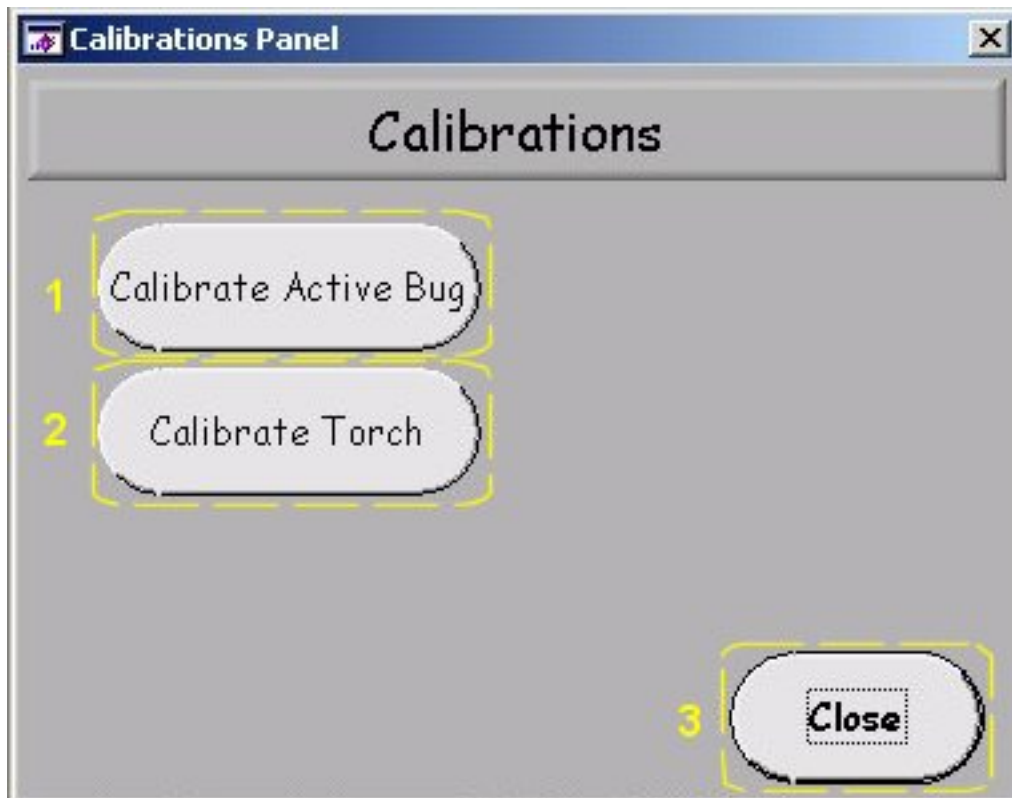 Calibrations Panel
Calibrations
1 Calibrate Active Bug
2 Calibrate Torch
3 Close